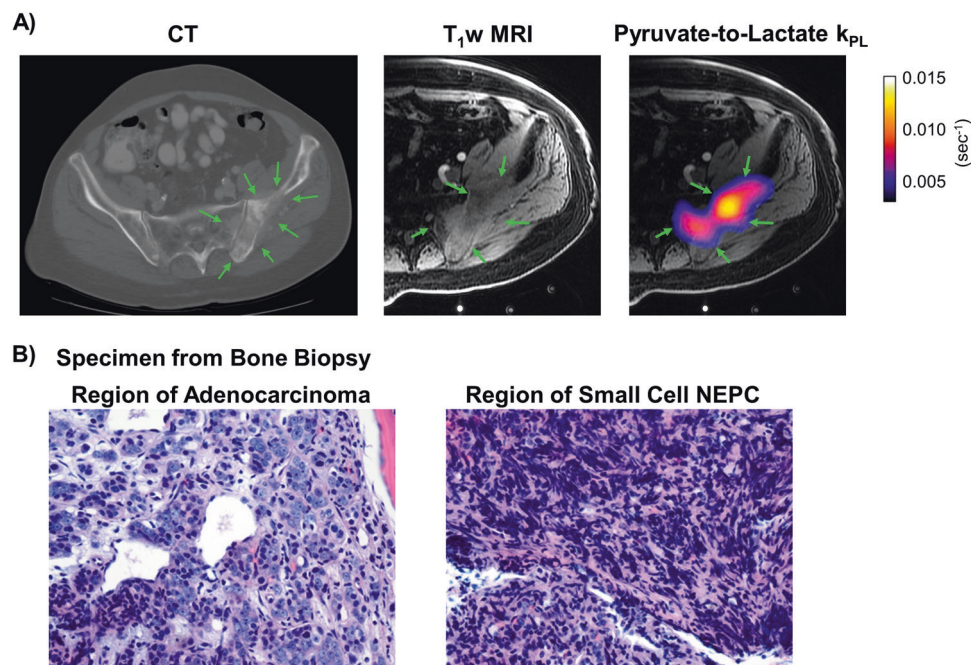 A)
CT
T₁w MRI
Pyruvate-to-Lactate kPL
0.015
0.010
0.005
(sec⁻¹)
B) Specimen from Bone Biopsy
Region of Adenocarcinoma
Region of Small Cell NEPC